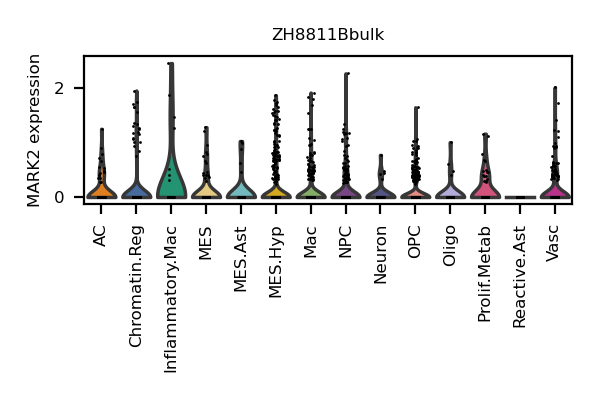 ZH8811Bbulk
MARK2 expression
2
0
AC
Chromatin.Reg
Inflammatory.Mac
MES
MES.Ast
MES.Hyp
Mac
NPC
Neuron
OPC
Oligo
Prolif.Metab
Reactive.Ast
Vasc